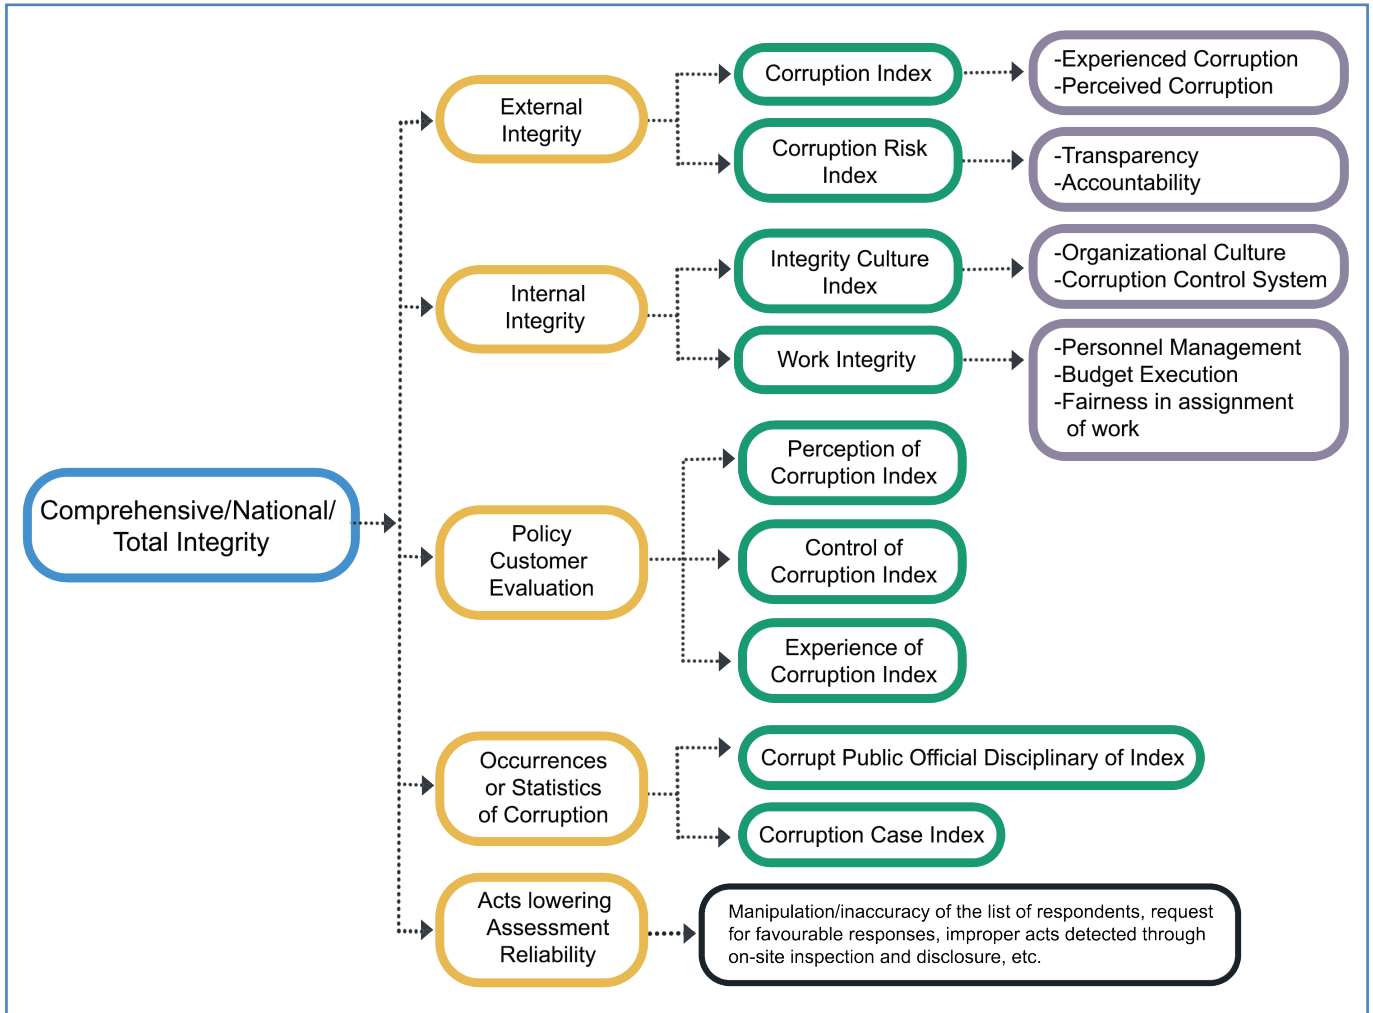 Comprehensive/National/
Total Integrity
External
Integrity
Corruption Index
-Experienced Corruption
-Perceived Corruption
Corruption Risk
Index
-Transparency
-Accountability
Internal
Integrity
Integrity Culture
Index
-Organizational Culture
-Corruption Control System
Work Integrity
-Personnel Management
-Budget Execution
-Fairness in assignment
of work
Policy
Customer
Evaluation
Perception of
Corruption Index
Control of
Corruption Index
Experience of
Corruption Index
Occurrences
or Statistics
of Corruption
Corrupt Public Official Disciplinary of Index
Corruption Case Index
Acts lowering
Assessment
Reliability
Manipulation/inaccuracy of the list of respondents, request
for favourable responses, improper acts detected through
on-site inspection and disclosure, etc.